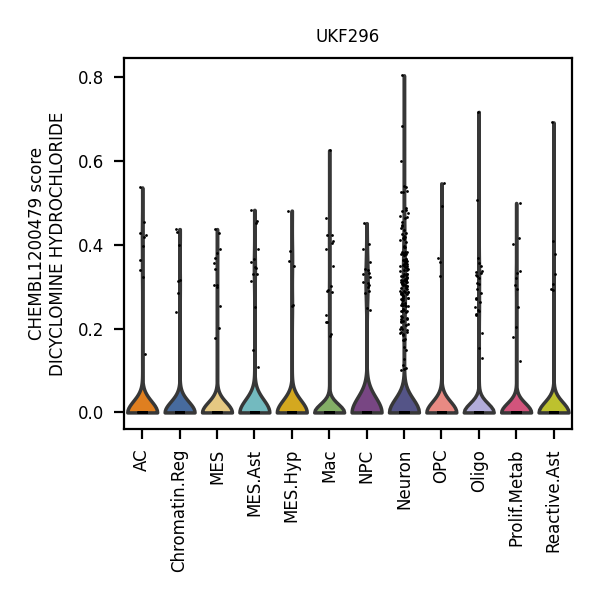 UKF296
CHEMBL1200479 score
DICYCLOMINE HYDROCHLORIDE
0.8
0.6
0.4
0.2
0.0
AC
Chromatin.Reg
MES
MES.Ast
MES.Hyp
Mac
NPC
Neuron
OPC
Oligo
Prolif.Metab
Reactive.Ast